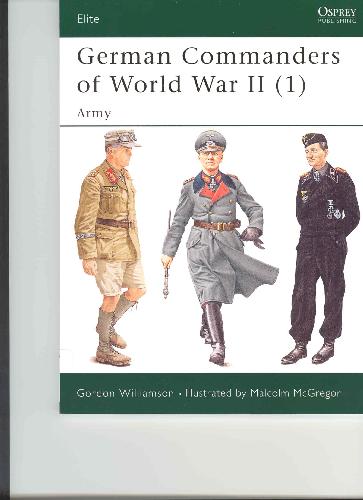 Elite
OSPREY
PUBLISHING
German Commanders
of World War II (1)
Army
Gordon Williamson • Illustrated by Malcolm McGregor